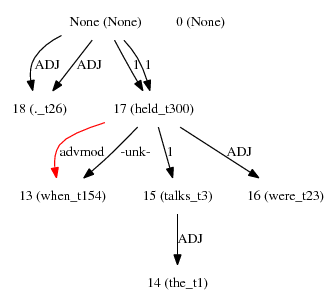 None (None) 0 (None)
ADJ ADJ 1 1
18 (._t26) 17 (held_t300)
advmod -unk- 1 ADJ
13 (when_t154) 15 (talks_t3) 16 (were_t23)
ADJ
14 (the_t1)